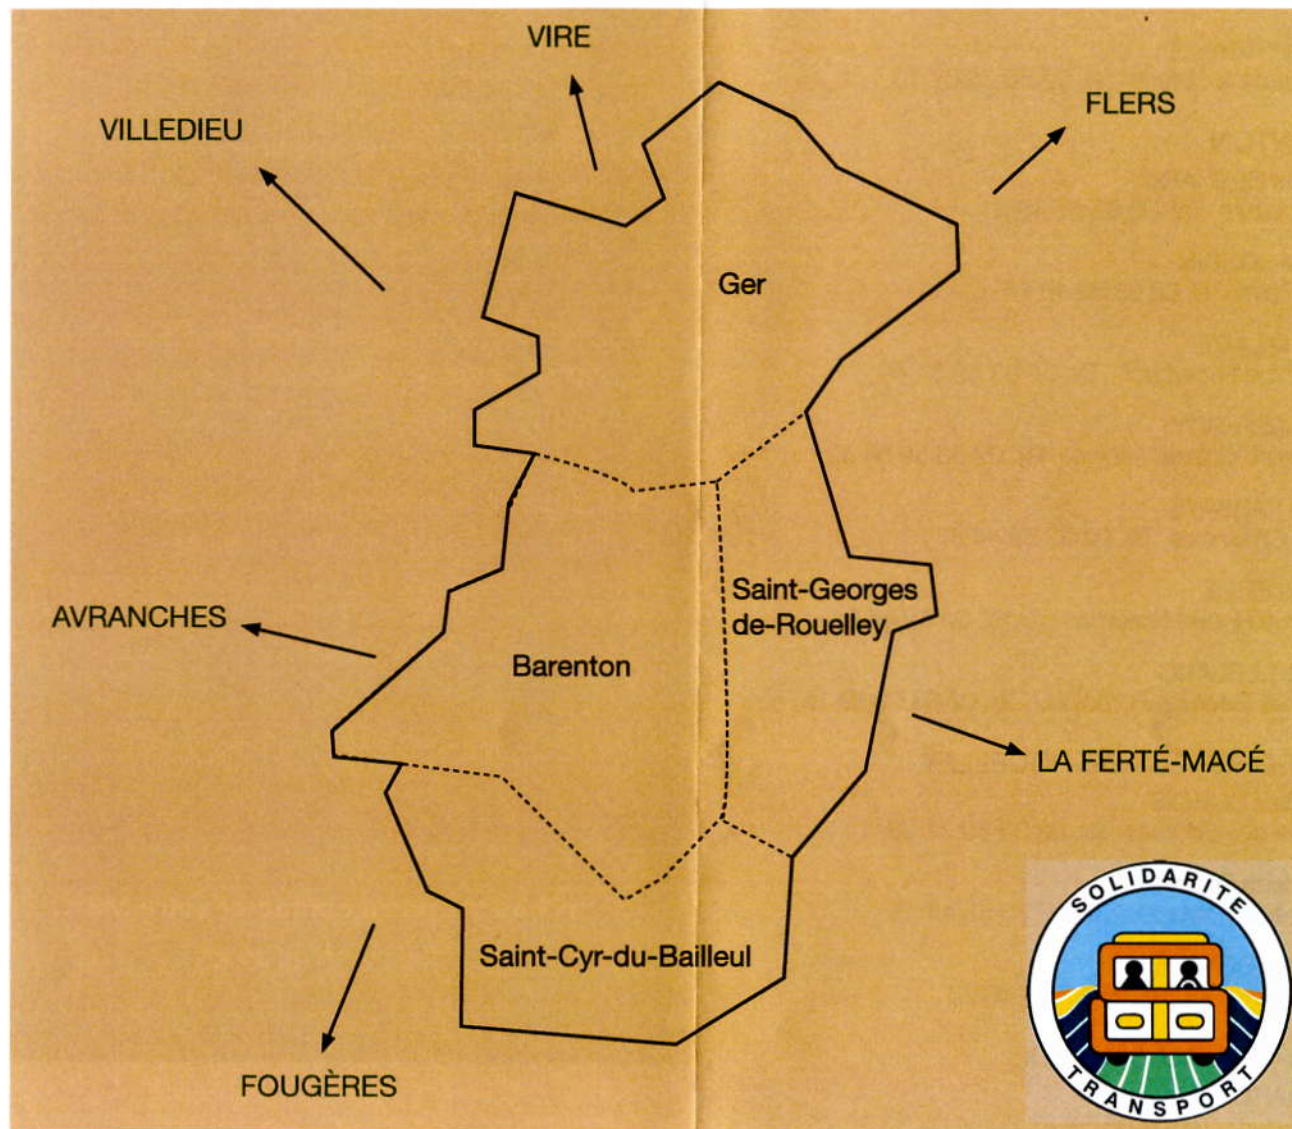 VIRE
FLERS
VILLEDIEU
Ger
Saint-Georges
de-Rouelley
AVRANCHES
Barenton
LA FERTÉ-MACÉ
SOLIDARITE
TRANSPORT
Saint-Cyr-du-Bailleul
FOUGÈRES